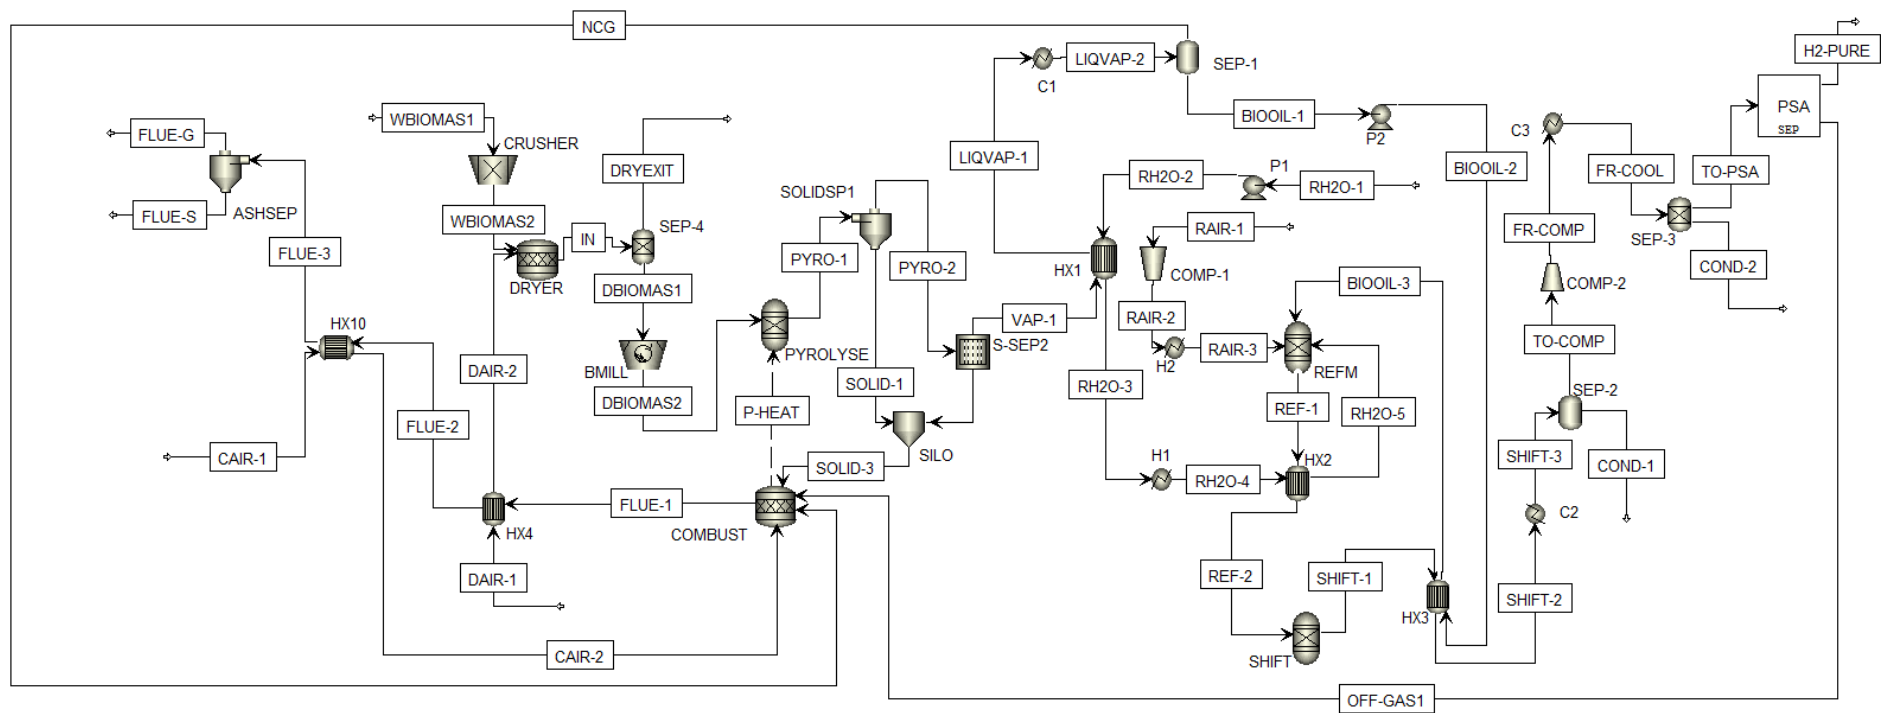 NCG
H2-PURE
LIQVAP-2
SEP-1
C1
PSA
SEP
WBIOMAS1
BIOOIL-1
P2
C3
FLUE-G
CRUSHER
DRYEXIT
LIQVAP-1
BIOOIL-2
FR-COOL
TO-PSA
P1
RH2O-2
RH2O-1
SOLIDSP1
FLUE-S
ASHSEP
WBIOMAS2
SEP-4
IN
RAIR-1
FR-COMP
SEP-3
FLUE-3
PYRO-1
PYRO-2
HX1
COMP-1
BIOOIL-3
COMP-2
COND-2
DRYER
DBIOMAS1
RAIR-2
VAP-1
HX10
TO-COMP
PYROLYSE
S-SEP2
H2
RAIR-3
REFM
DAIR-2
BMILL
SOLID-1
RH2O-3
SEP-2
DBIOMAS2
P-HEAT
REF-1
RH2O-5
FLUE-2
CAIR-1
SILO
SOLID-3
H1
HX2
SHIFT-3
COND-1
RH2O-4
FLUE-1
C2
HX4
COMBUST
DAIR-1
REF-2
SHIFT-1
SHIFT-2
HX3
CAIR-2
SHIFT
OFF-GAS1